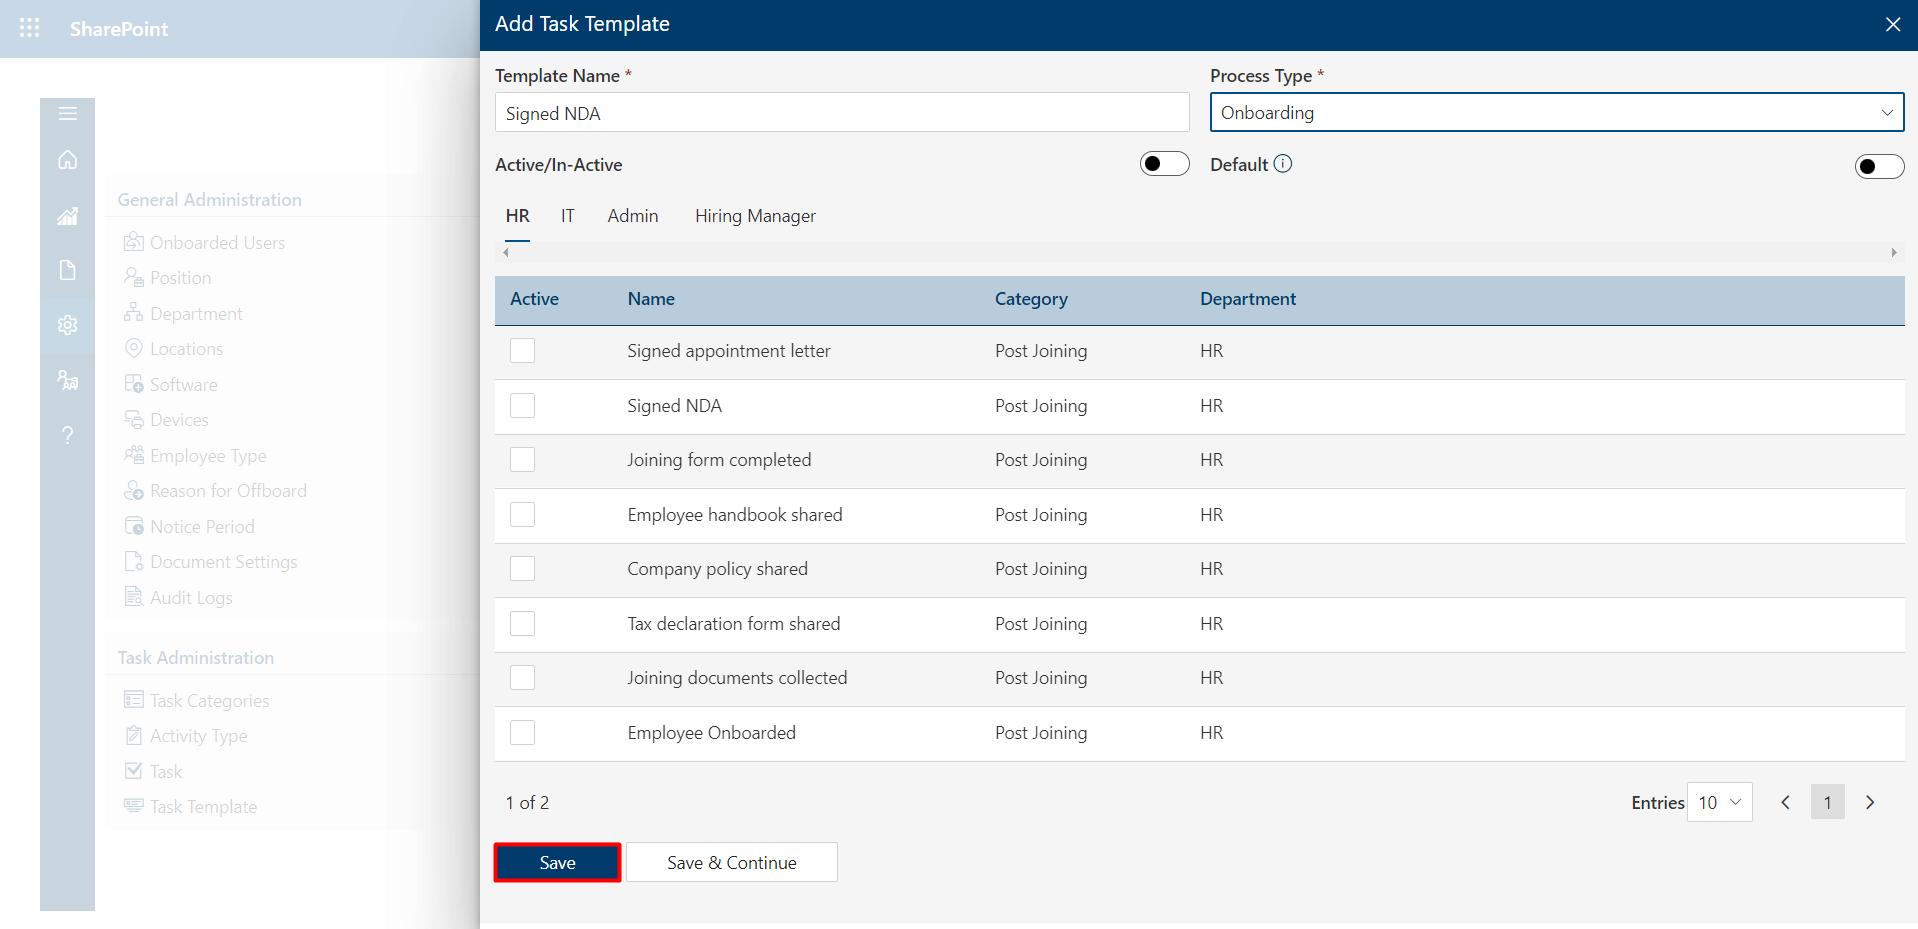 SharePoint
Add Task Template
Template Name *
Process Type *
Signed NDA
Onboarding
Active/In-Active
Default
HR IT Admin Hiring Manager
Active Name Category Department
Signed appointment letter Post Joining HR
Signed NDA Post Joining HR
Joining form completed Post Joining HR
Employee handbook shared Post Joining HR
Company policy shared Post Joining HR
Tax declaration form shared Post Joining HR
Joining documents collected Post Joining HR
Employee Onboarded Post Joining HR
1 of 2
Entries 10 1
Save Save & Continue
General Administration
Onboarded Users
Position
Department
Locations
Software
Devices
Employee Type
Reason for Offboard
Notice Period
Document Settings
Audit Logs
Task Administration
Task Categories
Activity Type
Task
Task Template